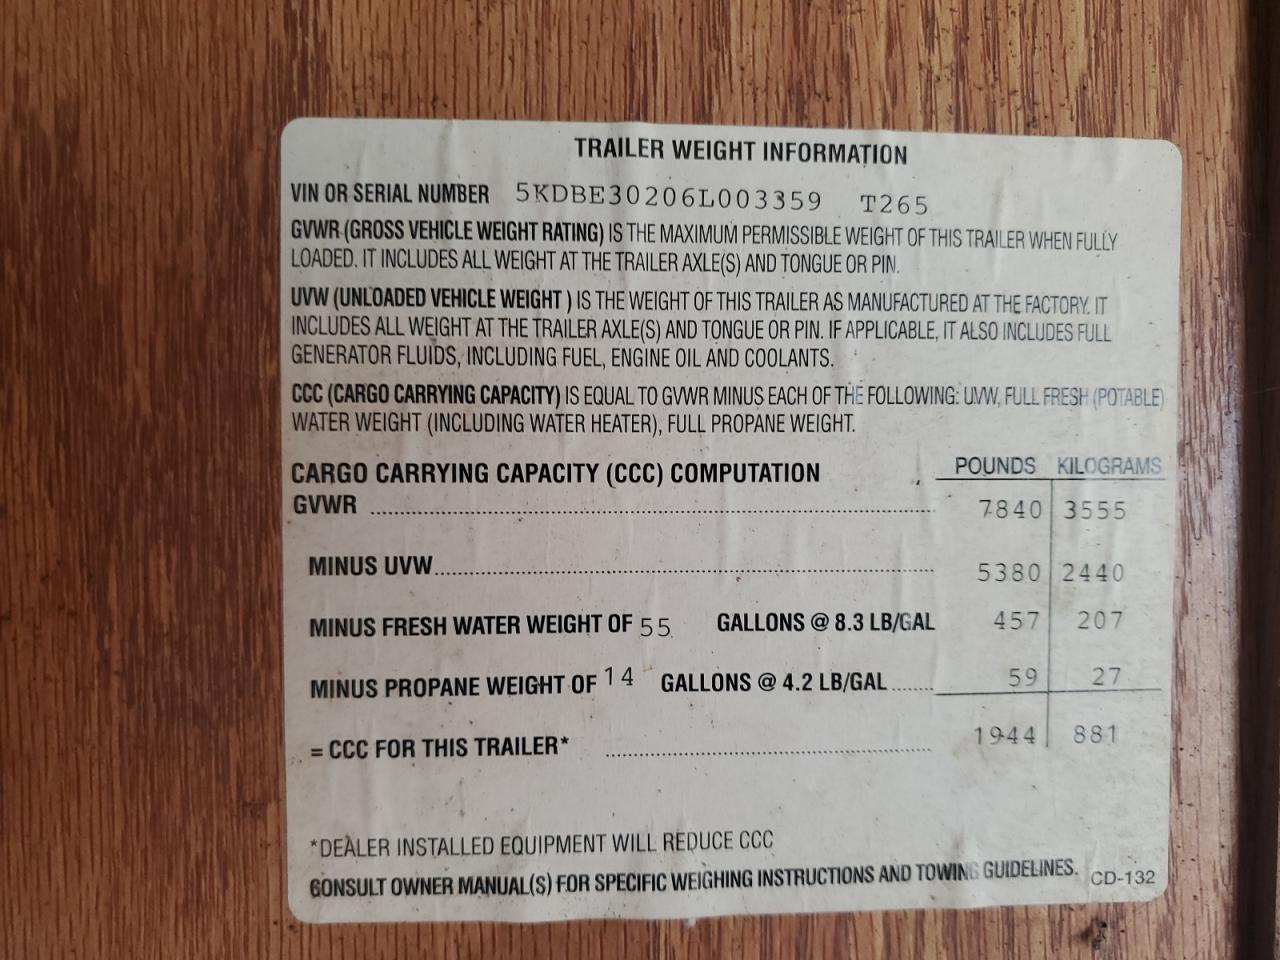 TRAILER WEIGHT INFORMATION
VIN OR SERIAL NUMBER 5KDBE30206L003359 T265
GVWR (GROSS VEHICLE WEIGHT RATING) IS THE MAXIMUM PERMISSIBLE WEIGHT OF THIS TRAILER WHEN FULLY
LOADED. IT INCLUDES ALL WEIGHT AT THE TRAILER AXLE(S) AND TONGUE OR PIN.
UVW (UNLOADED VEHICLE WEIGHT ) IS THE WEIGHT OF THIS TRAILER AS MANUFACTURED AT THE FACTORY. IT
INCLUDES ALL WEIGHT AT THE TRAILER AXLE(S) AND TONGUE OR PIN. IF APPLICABLE, IT ALSO INCLUDES FULL
GENERATOR FLUIDS, INCLUDING FUEL, ENGINE OIL AND COOLANTS.
CCC (CARGO CARRYING CAPACITY) IS EQUAL TO GVWR MINUS EACH OF THE FOLLOWING: UVW, FULL FRESH (POTABLE)
WATER WEIGHT (INCLUDING WATER HEATER), FULL PROPANE WEIGHT.
CARGO CARRYING CAPACITY (CCC) COMPUTATION POUNDS KILOGRAMS
GVWR 7840 3555
MINUS UVW 5380 2440
MINUS FRESH WATER WEIGHT OF 55 GALLONS @ 8.3 LB/GAL 457 207
MINUS PROPANE WEIGHT OF 14 GALLONS @ 4.2 LB/GAL 59 27
= CCC FOR THIS TRAILER* 1944 881
*DEALER INSTALLED EQUIPMENT WILL REDUCE CCC
CONSULT OWNER MANUAL(S) FOR SPECIFIC WEIGHING INSTRUCTIONS AND TOWING GUIDELINES. CD-132